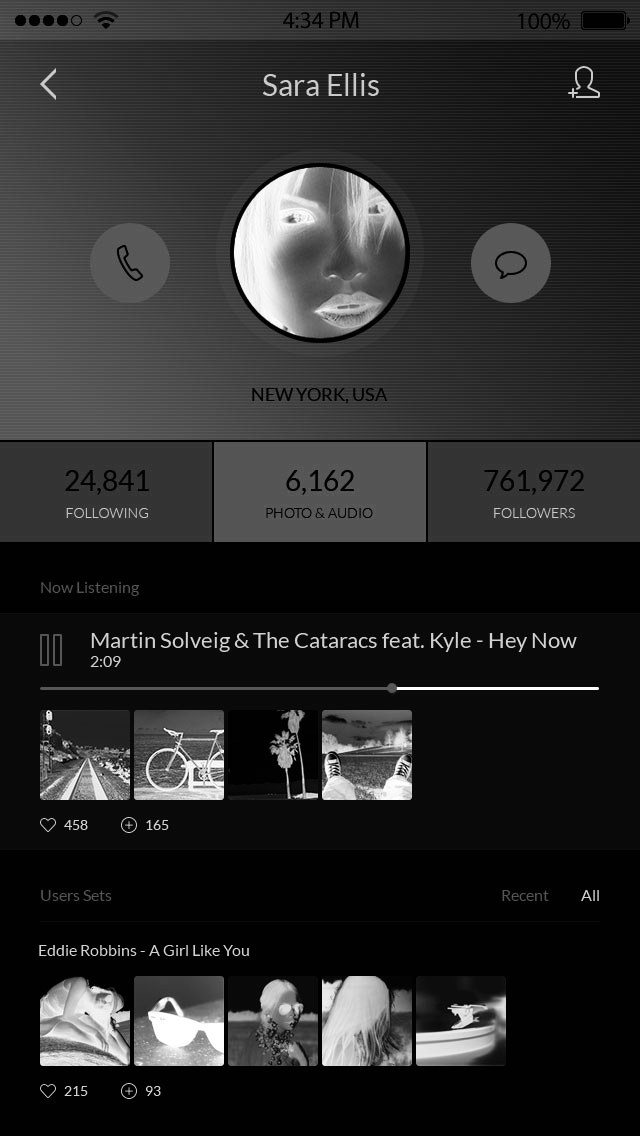 4:34 PM 100%
Sara Ellis
NEW YORK, USA
24,841 6,162 761,972
FOLLOWING PHOTO & AUDIO FOLLOWERS
Now Listening
Martin Solveig & The Cataracs feat. Kyle - Hey Now
2:09
458 165
Users Sets Recent All
Eddie Robbins - A Girl Like You
215 93